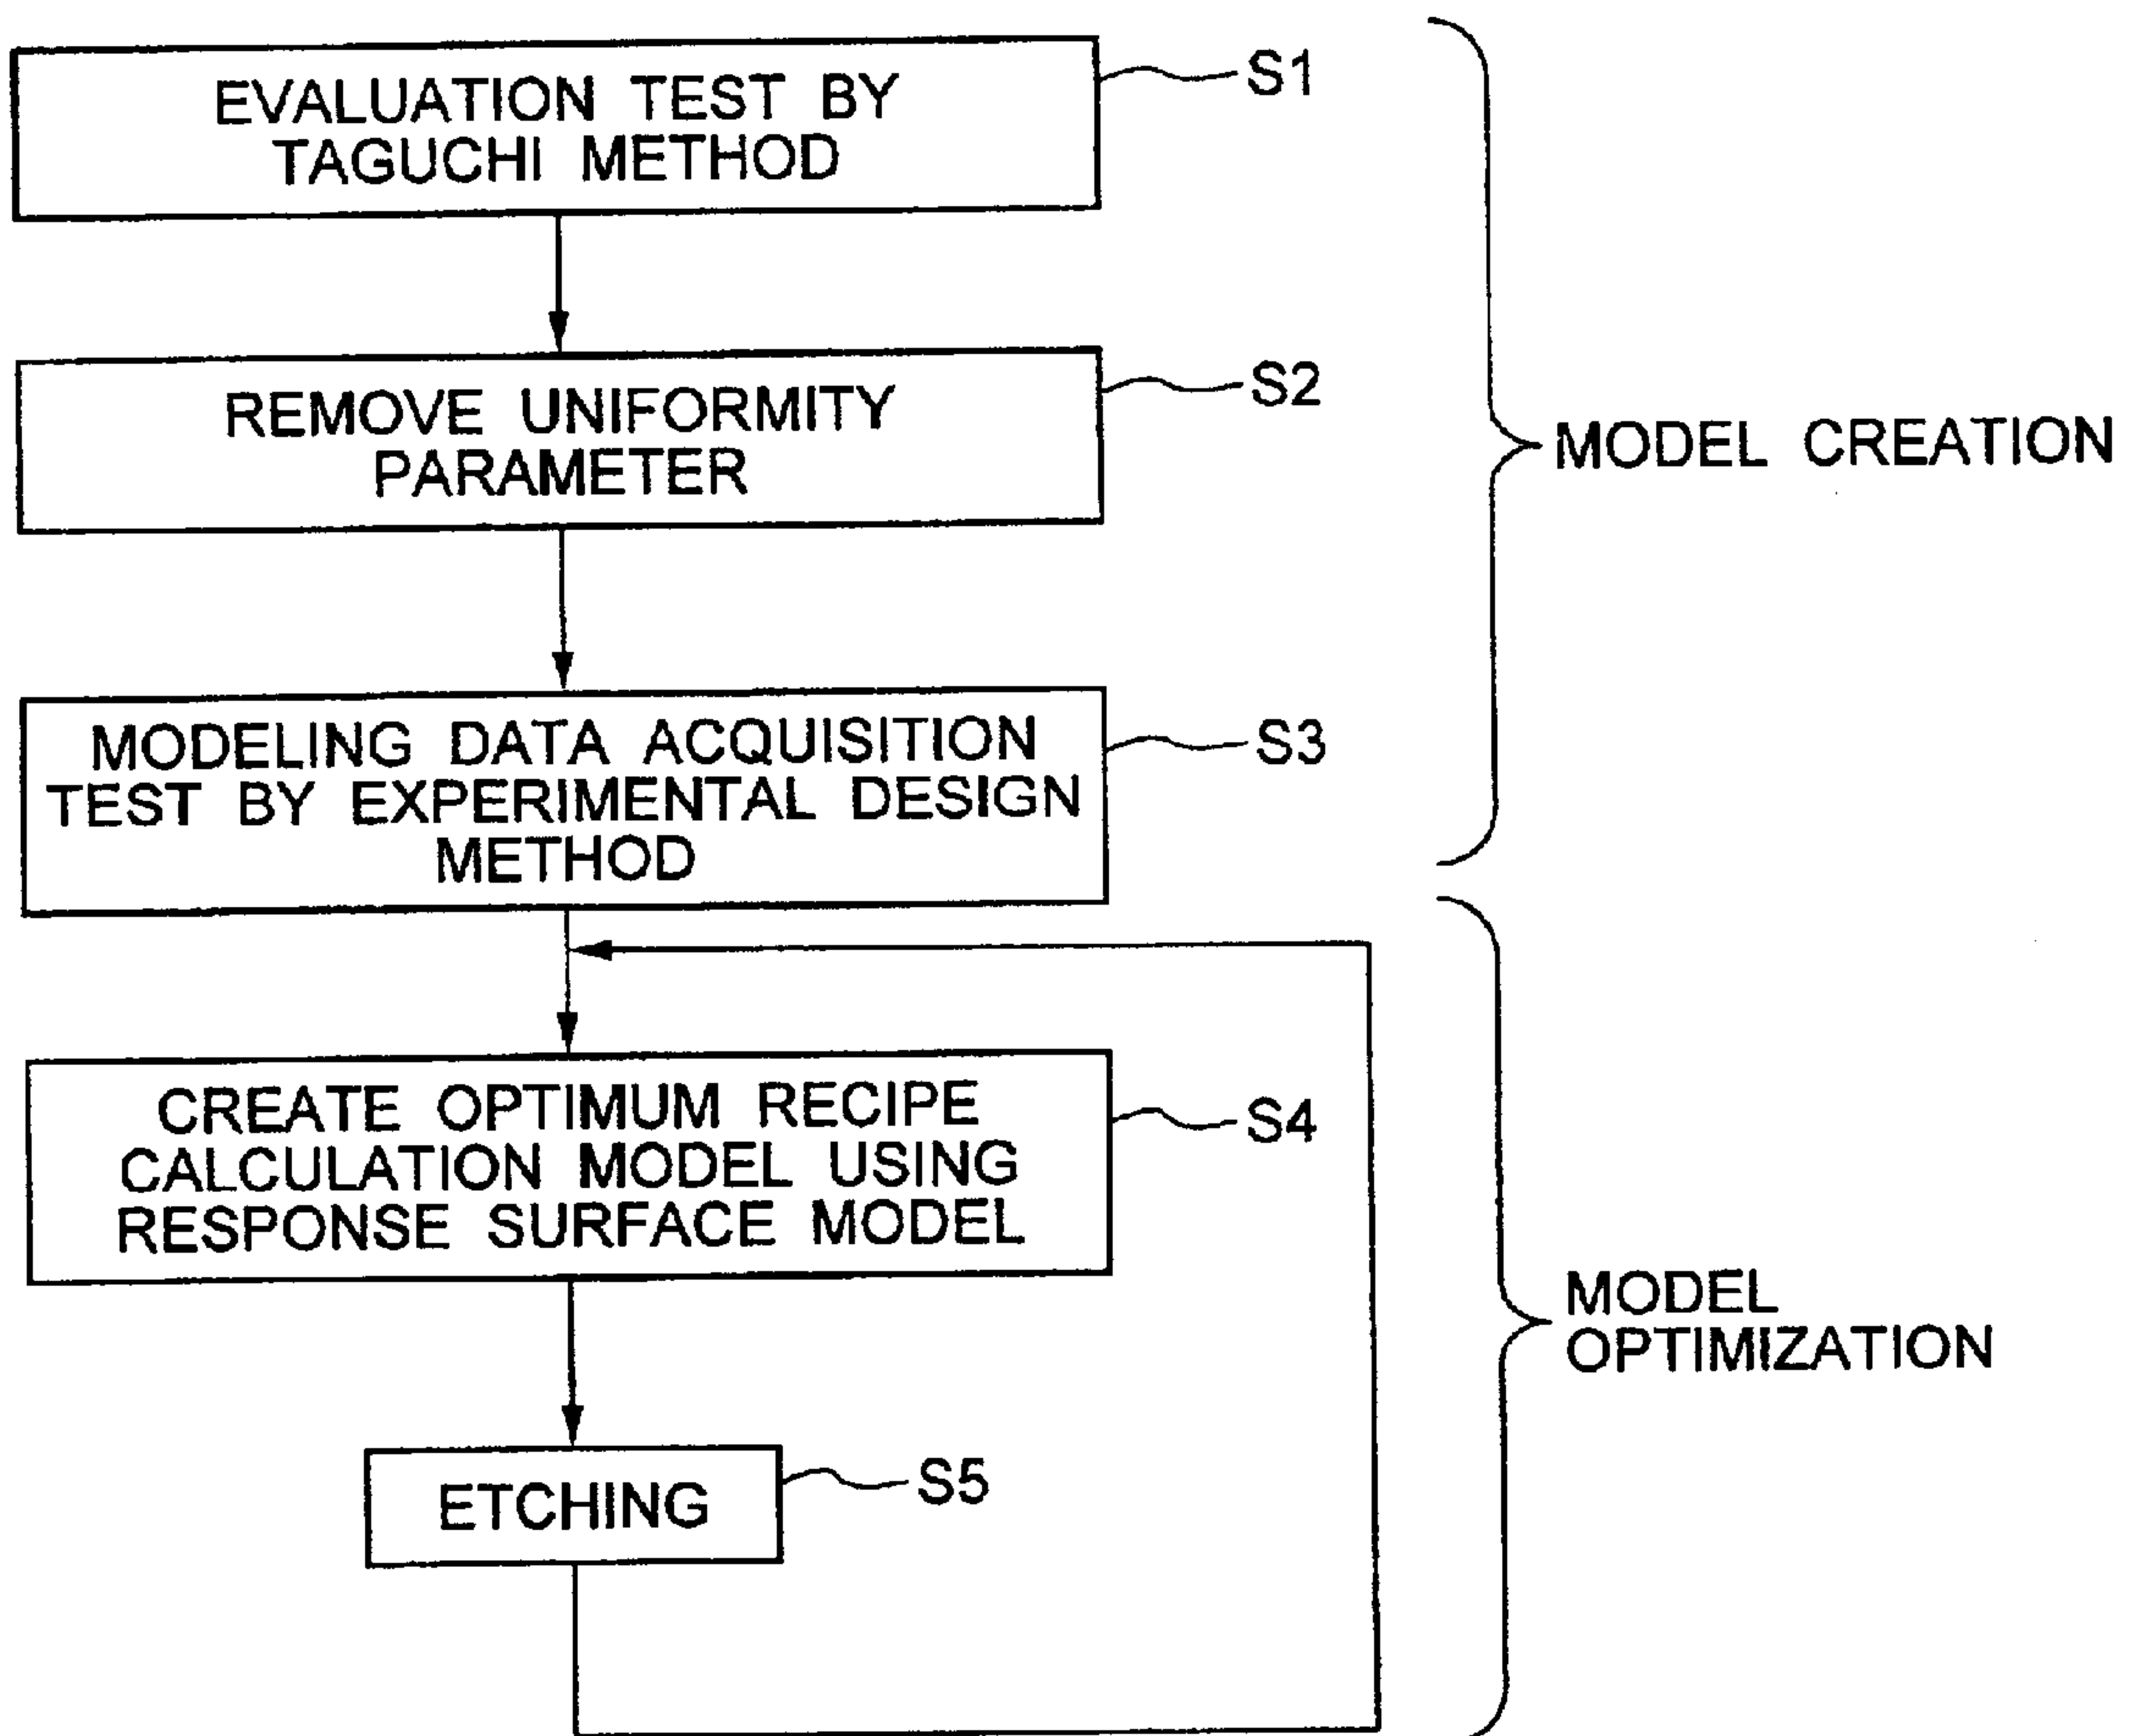 EVALUATION TEST BY
TAGUCHI METHOD
S1
REMOVE UNIFORMITY
PARAMETER
S2
MODEL CREATION
MODELING DATA ACQUISITION
TEST BY EXPERIMENTAL DESIGN
METHOD
S3
CREATE OPTIMUM RECIPE
CALCULATION MODEL USING
RESPONSE SURFACE MODEL
S4
MODEL
OPTIMIZATION
ETCHING
S5